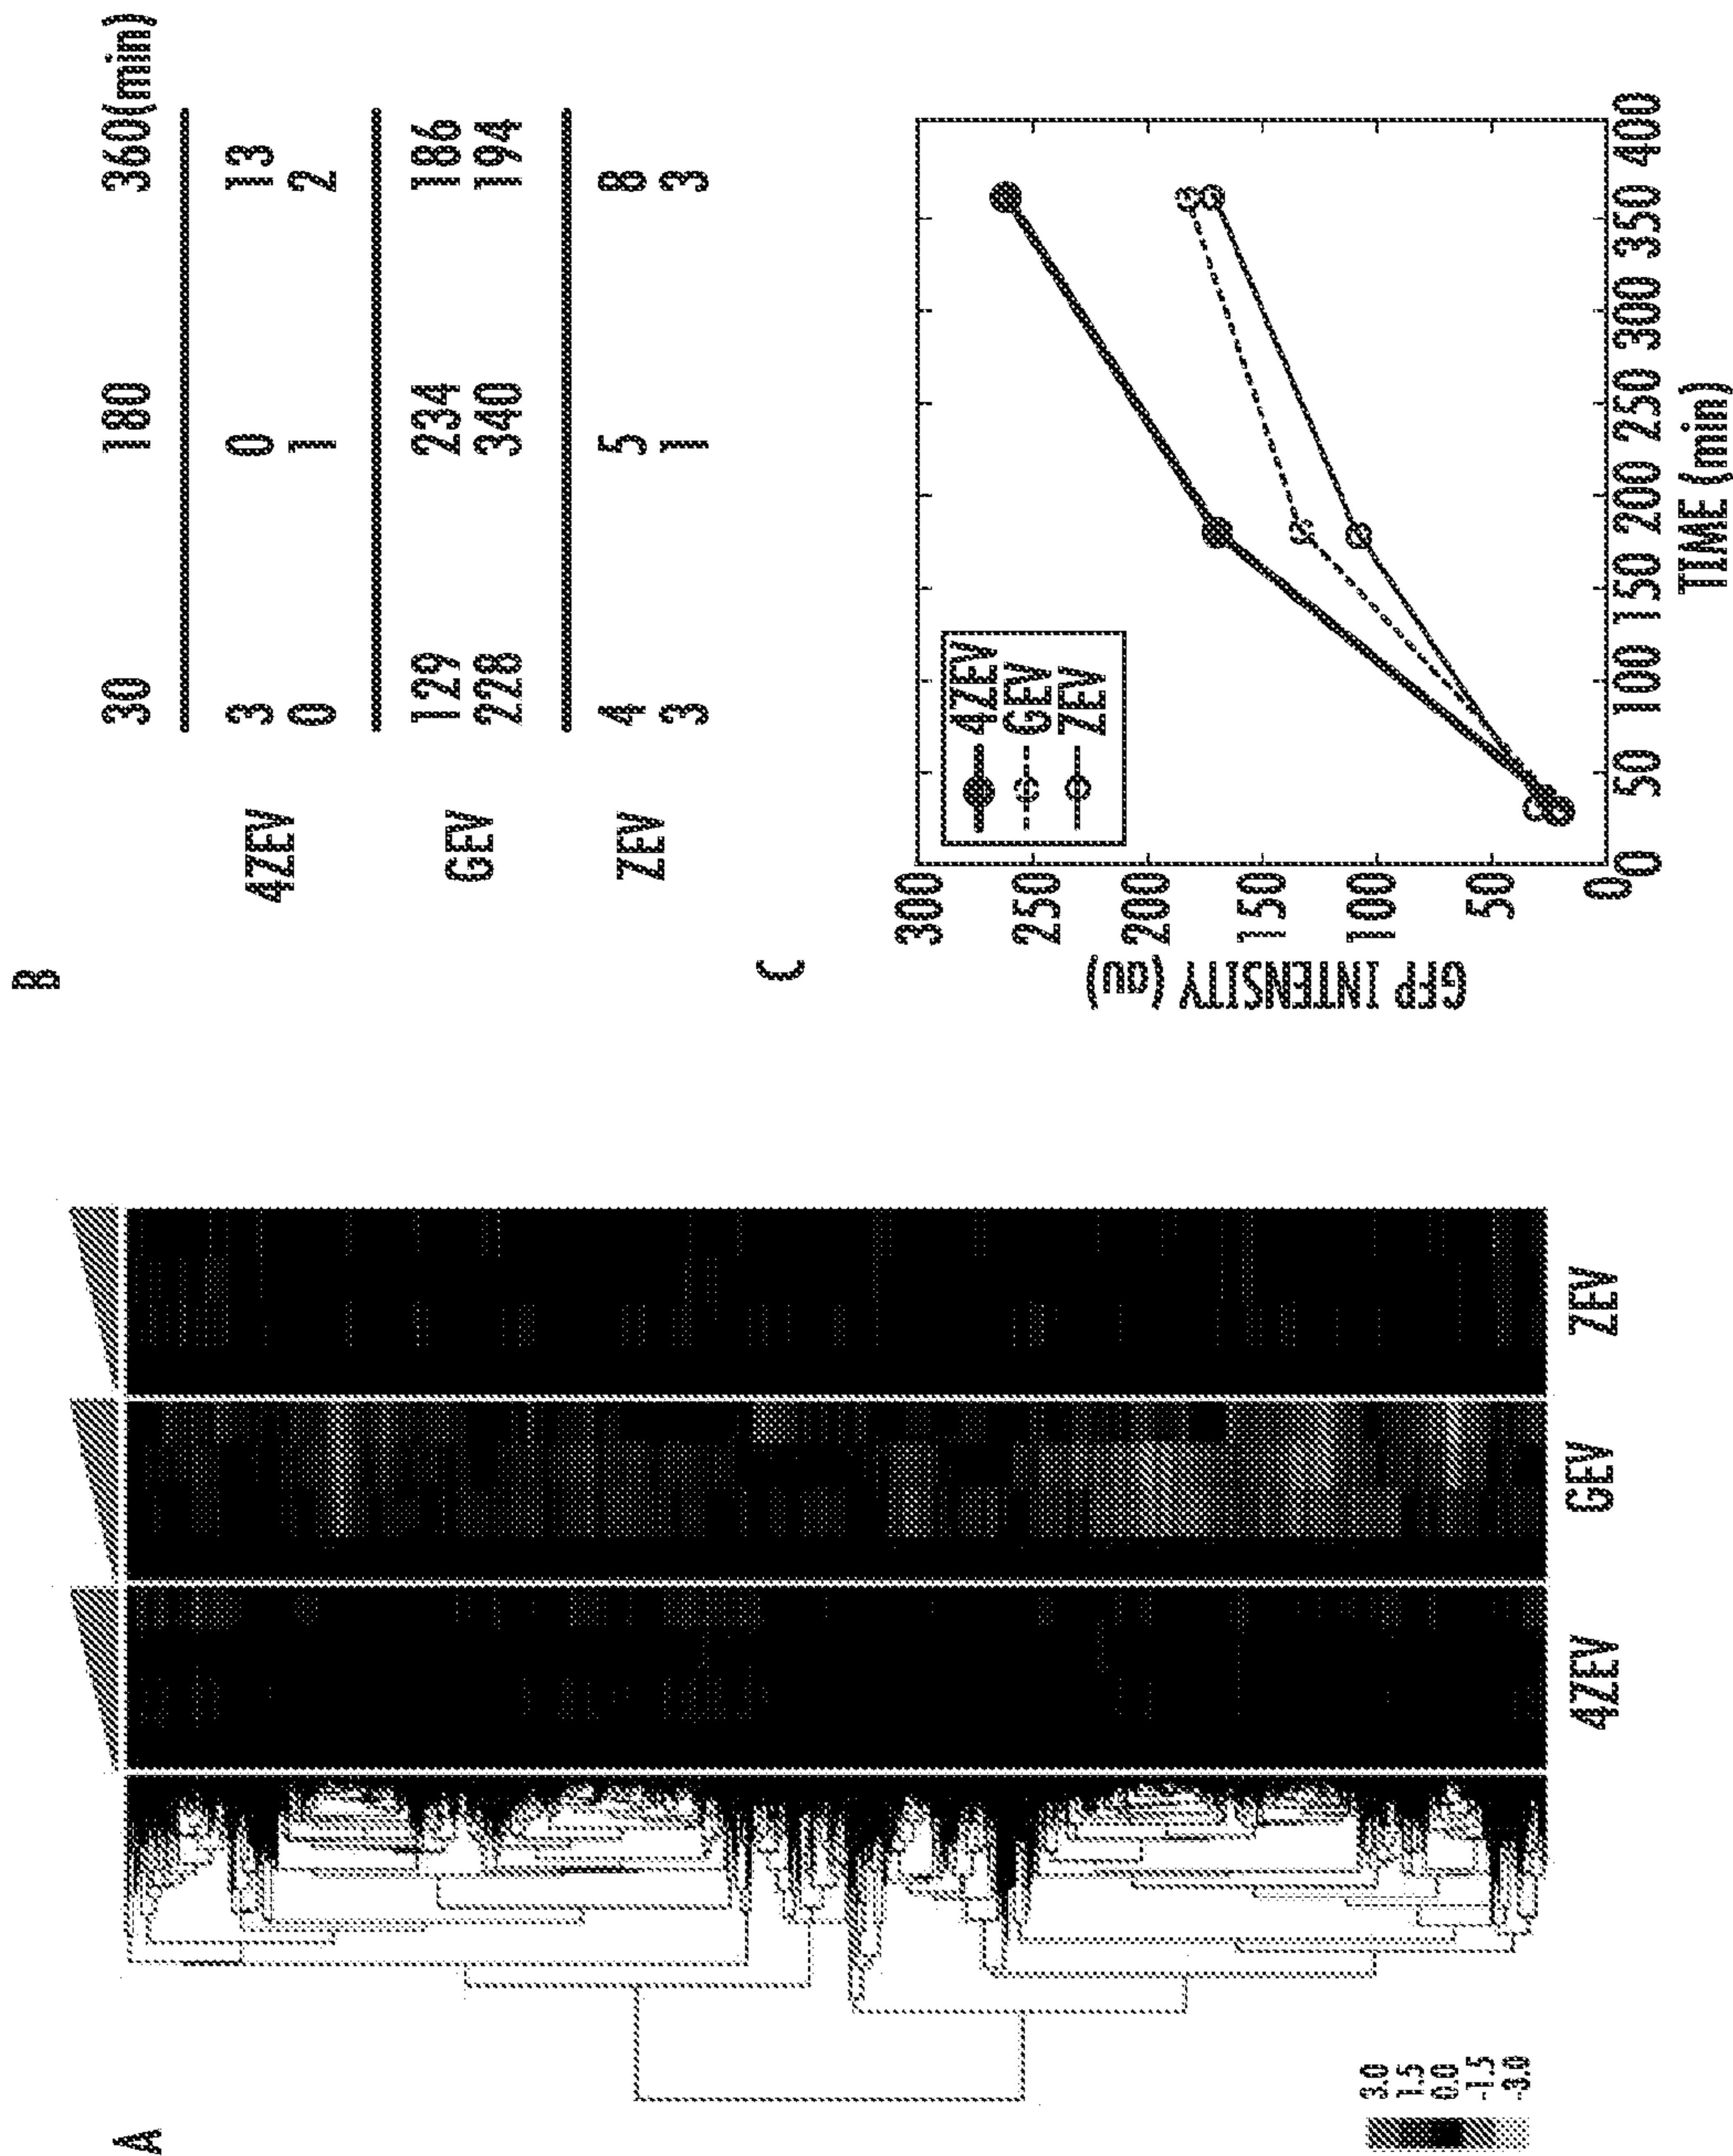 A
3.0
1.5
0.0
-1.5
-3.0
4ZEV
GEV
ZEV
B
30 180 360(min)
4ZEV 3 0 13
0 1 2
GEV 129 234 186
228 340 194
ZEV 4 5 8
3 1 3
C
GFP INTENSITY (au)
300
250
200
150
100
50
0
4ZEV
GEV
ZEV
0 50 100 150 200 250 300 350 400
TIME (min)